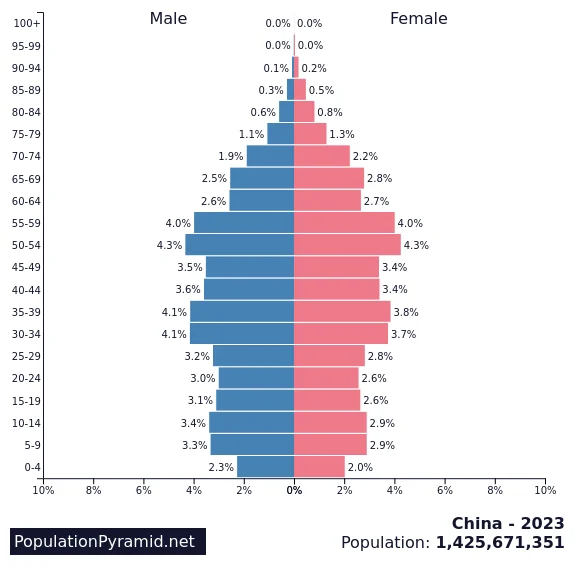 Male Female
100+ 0.0% 0.0%
95-99 0.0% 0.0%
90-94 0.1% 0.2%
85-89 0.3% 0.5%
80-84 0.6% 0.8%
75-79 1.1% 1.3%
70-74 1.9% 2.2%
65-69 2.5% 2.8%
60-64 2.6% 2.7%
55-59 4.0% 4.0%
50-54 4.3% 4.3%
45-49 3.5% 3.4%
40-44 3.6% 3.4%
35-39 4.1% 3.8%
30-34 4.1% 3.7%
25-29 3.2% 2.8%
20-24 3.0% 2.6%
15-19 3.1% 2.6%
10-14 3.4% 2.9%
5-9 3.3% 2.9%
0-4 2.3% 2.0%
10% 8% 6% 4% 2% 0% 2% 4% 6% 8% 10%
China - 2023
PopulationPyramid.net Population: 1,425,671,351